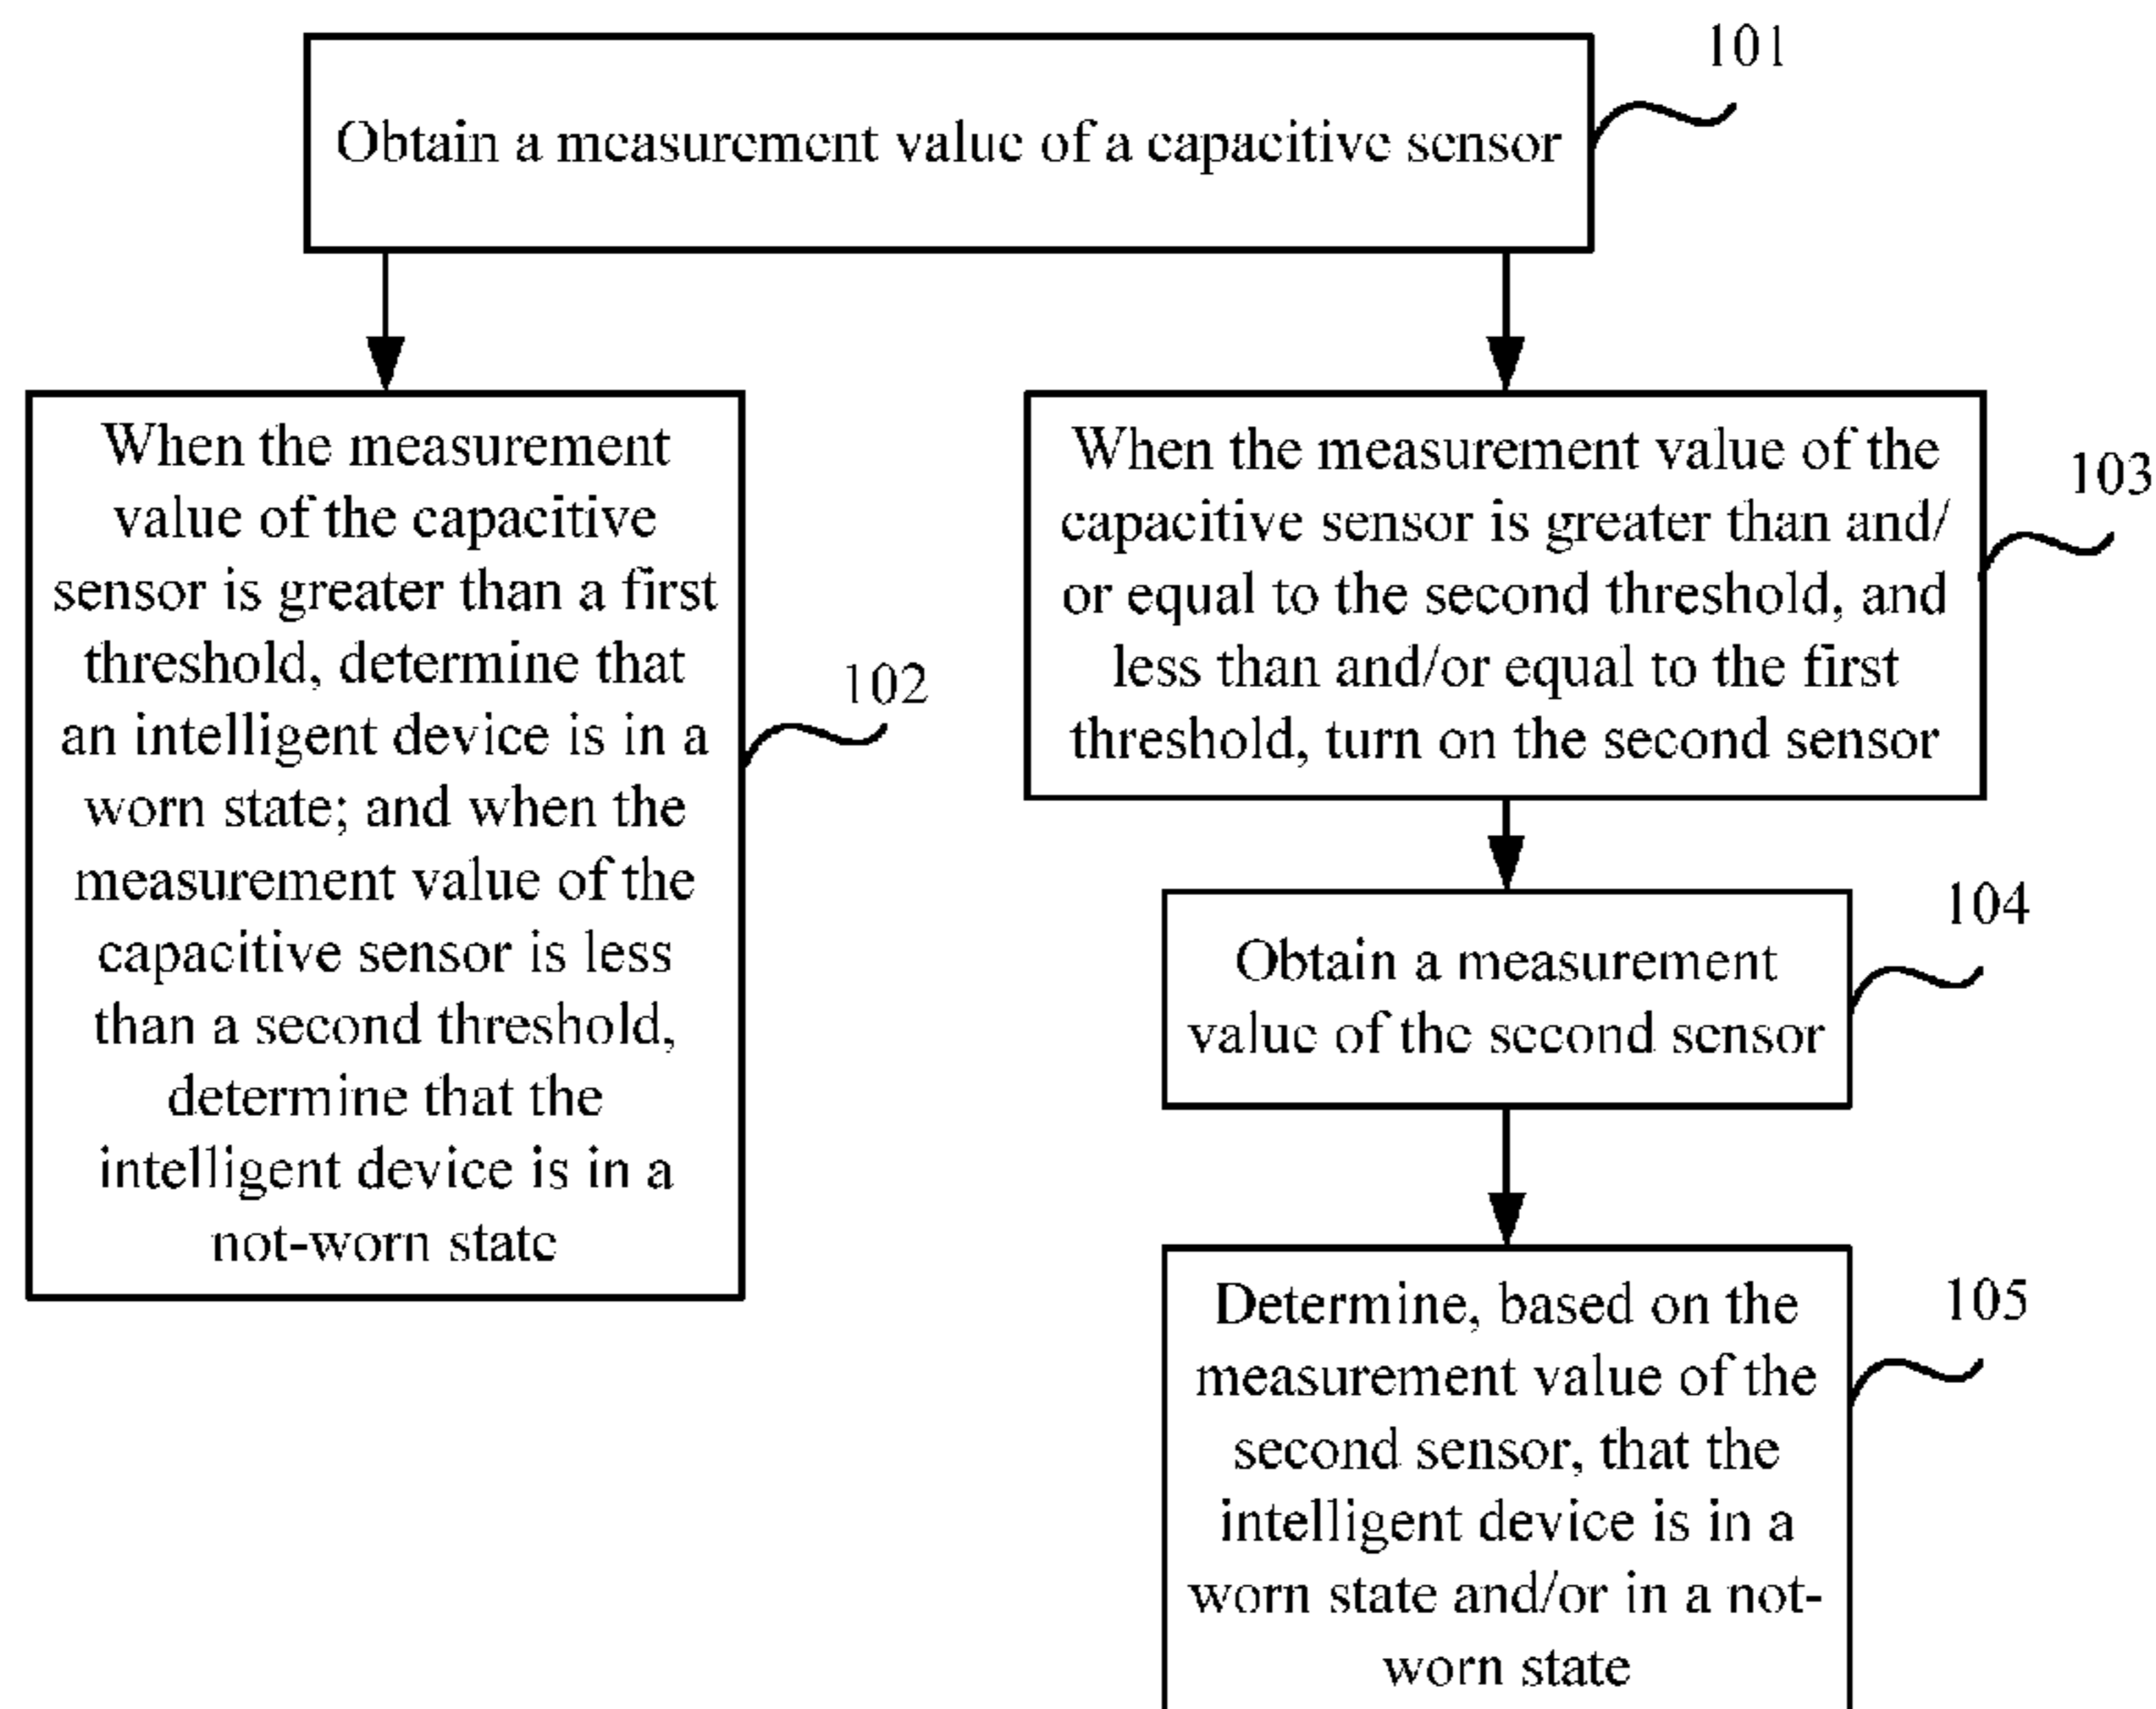 101
Obtain a measurement value of a capacitive sensor
When the measurement
value of the capacitive
sensor is greater than a first
threshold, determine that
an intelligent device is in a
worn state; and when the
measurement value of the
capacitive sensor is less
than a second threshold,
determine that the
intelligent device is in a
not-worn state
102
When the measurement value of the
capacitive sensor is greater than and/
or equal to the second threshold, and
less than and/or equal to the first
threshold, turn on the second sensor
103
Obtain a measurement
value of the second sensor
104
Determine, based on the
measurement value of the
second sensor, that the
intelligent device is in a
worn state and/or in a not-
worn state
105